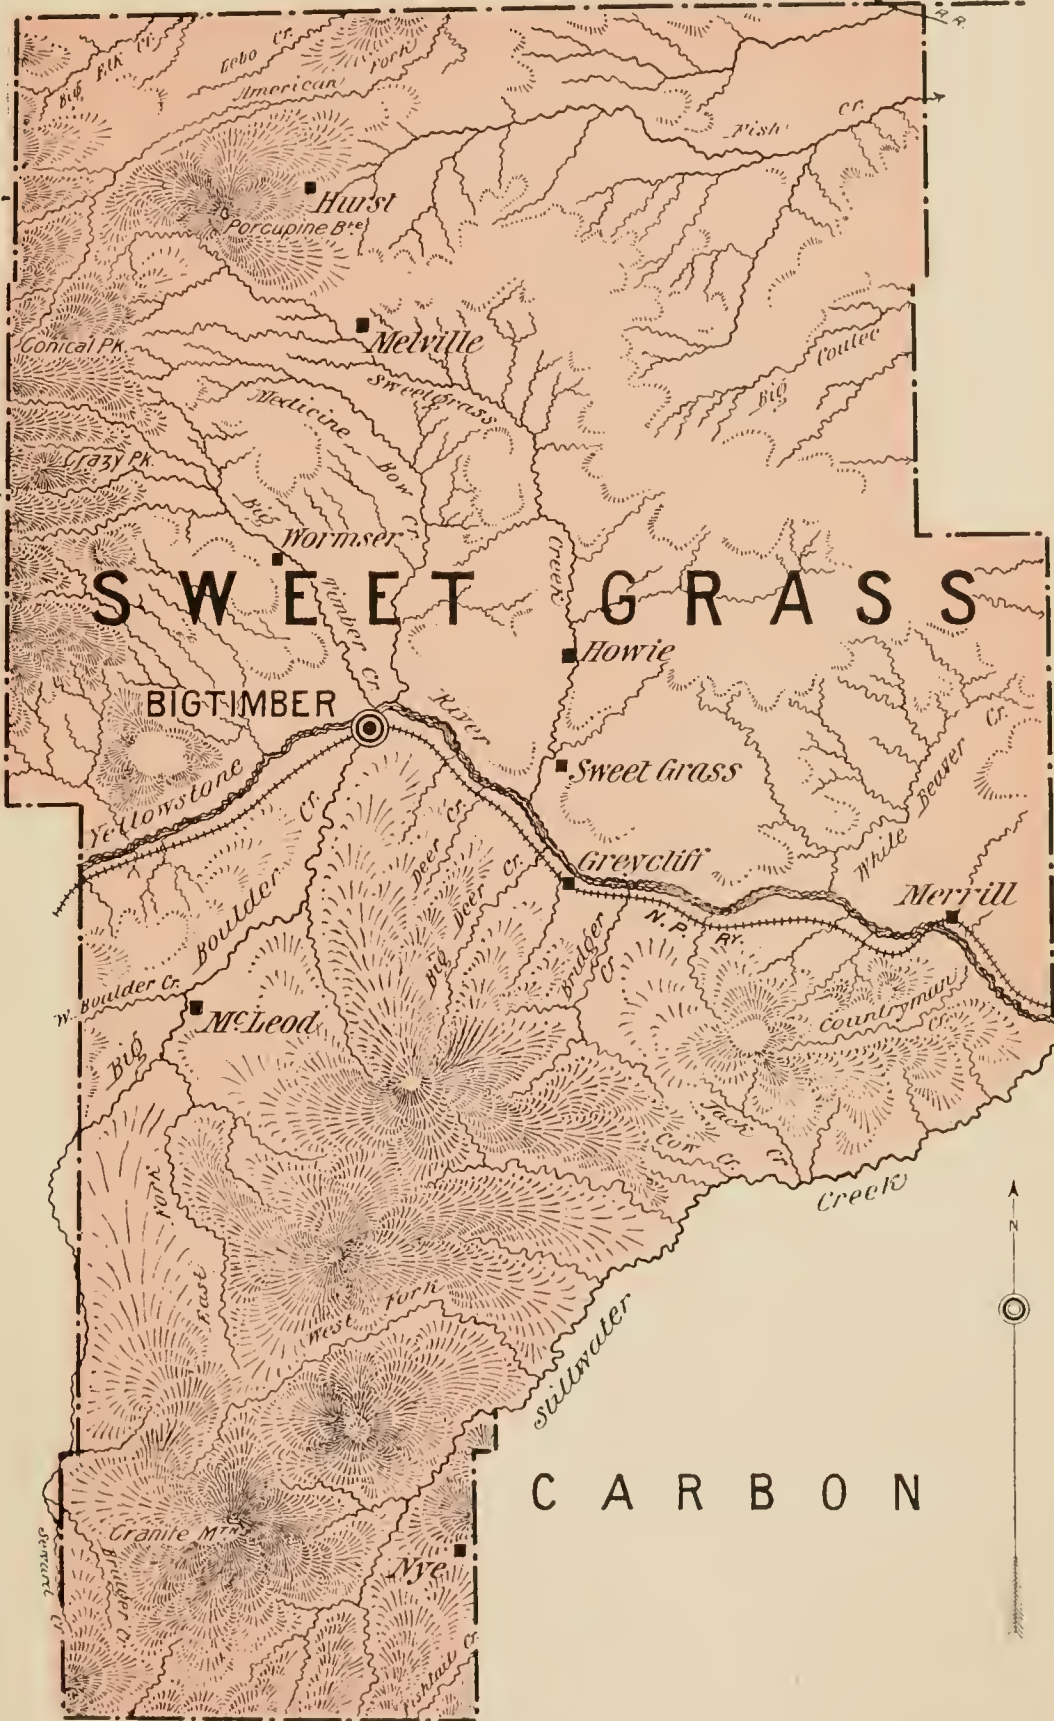 R.R.
Big Elk Cr.
Lebo Cr.
American Fork
Fish Cr.
Hurst
Porcupine Bte
Melville
Conical Pk.
Sweetgrass
Creek
Big Coulee
Medicine Bow Cr.
Crazy Pk.
Big Timber Cr.
Wormser
SWEET GRASS
Howie
BIGTIMBER
Yellowstone River
Sweet Grass
White Beaver Cr.
Boulder Cr.
Deer Cr.
Big Deer Cr.
Greycliff
Merrill
N.P. RY.
Bridger Cr.
W. Boulder Cr.
McLeod
Countryman Cr.
Big
Jack Cr.
Cow Cr.
Creek
N
East Fork
West Fork
Stillwater
CARBON
Granite MTN
Boulder Cr.
Nye
Fishtail Cr.